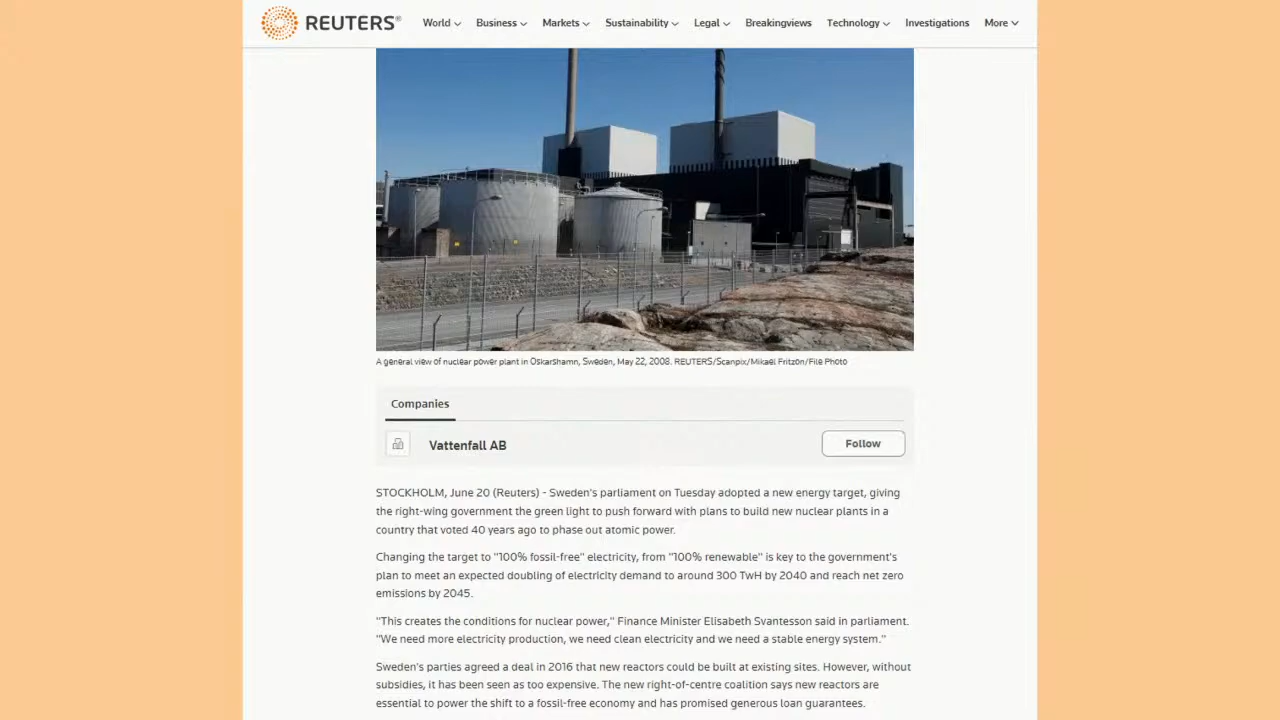 REUTERS®
World Business Markets Sustainability Legal Breakingviews Technology Investigations More
A general view of nuclear power plant in Oskarshamn, Sweden, May 22, 2008. REUTERS/Scanpix/Mikael Fritzon/File Photo
Companies
Vattenfall AB Follow
STOCKHOLM, June 20 (Reuters) - Sweden's parliament on Tuesday adopted a new energy target, giving
the right-wing government the green light to push forward with plans to build new nuclear plants in a
country that voted 40 years ago to phase out atomic power.
Changing the target to "100% fossil-free" electricity, from "100% renewable" is key to the government's
plan to meet an expected doubling of electricity demand to around 300 TwH by 2040 and reach net zero
emissions by 2045.
"This creates the conditions for nuclear power," Finance Minister Elisabeth Svantesson said in parliament.
"We need more electricity production, we need clean electricity and we need a stable energy system."
Sweden's parties agreed a deal in 2016 that new reactors could be built at existing sites. However, without
subsidies, it has been seen as too expensive. The new right-of-centre coalition says new reactors are
essential to power the shift to a fossil-free economy and has promised generous loan guarantees.